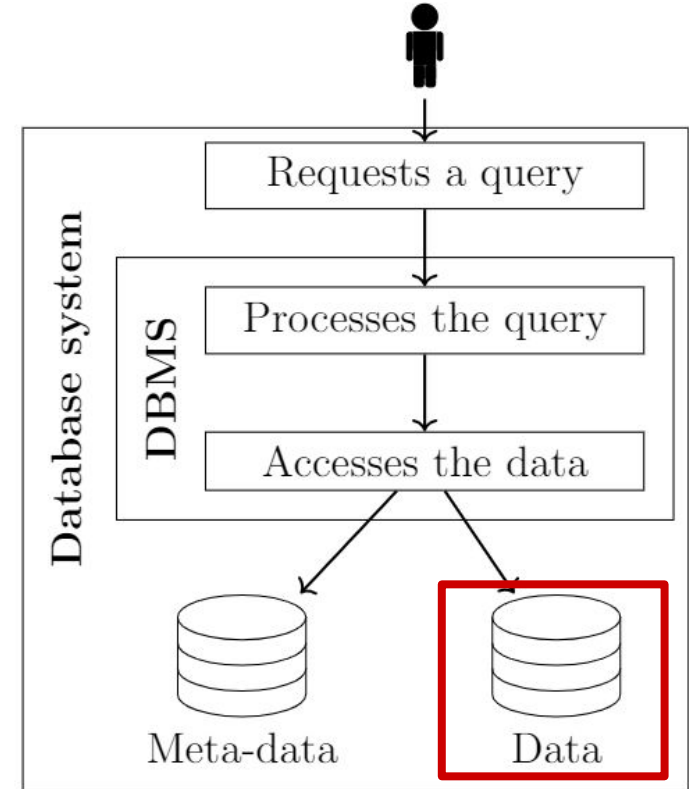 Requests a query
Database system
DBMS
Processes the query
Accesses the data
Meta-data
Data